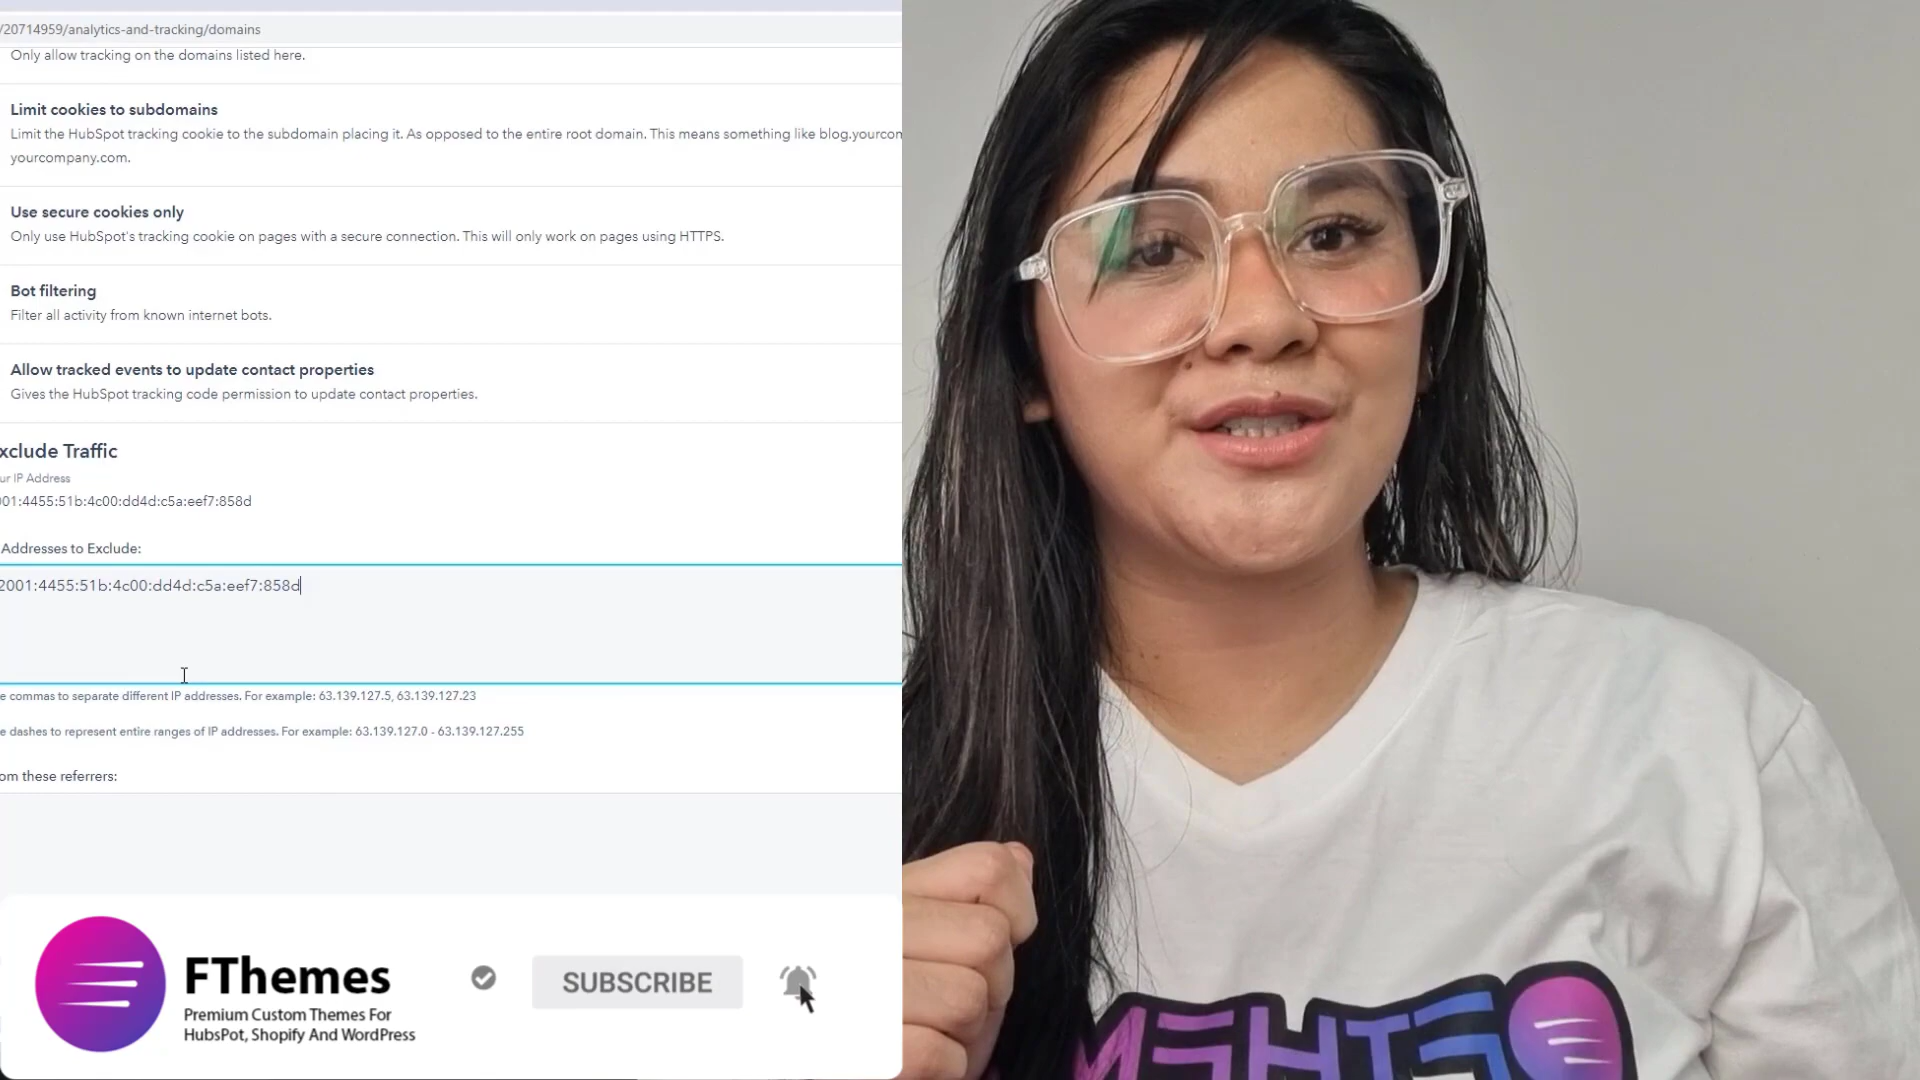 /20714959/analytics-and-tracking/domains
Only allow tracking on the domains listed here.
Limit cookies to subdomains
Limit the HubSpot tracking cookie to the subdomain placing it. As opposed to the entire root domain. This means something like blog.yourcom
yourcompany.com.
Use secure cookies only
Only use HubSpot's tracking cookie on pages with a secure connection. This will only work on pages using HTTPS.
Bot filtering
Filter all activity from known internet bots.
Allow tracked events to update contact properties
Gives the HubSpot tracking code permission to update contact properties.
xclude Traffic
ur IP Address
001:4455:51b:4c00:dd4d:c5a:eef7:858d
Addresses to Exclude:
2001:4455:51b:4c00:dd4d:c5a:eef7:858d
e commas to separate different IP addresses. For example: 63.139.127.5, 63.139.127.23
e dashes to represent entire ranges of IP addresses. For example: 63.139.127.0 - 63.139.127.255
om these referrers:
FThemes
Premium Custom Themes For
HubSpot, Shopify And WordPress
SUBSCRIBE